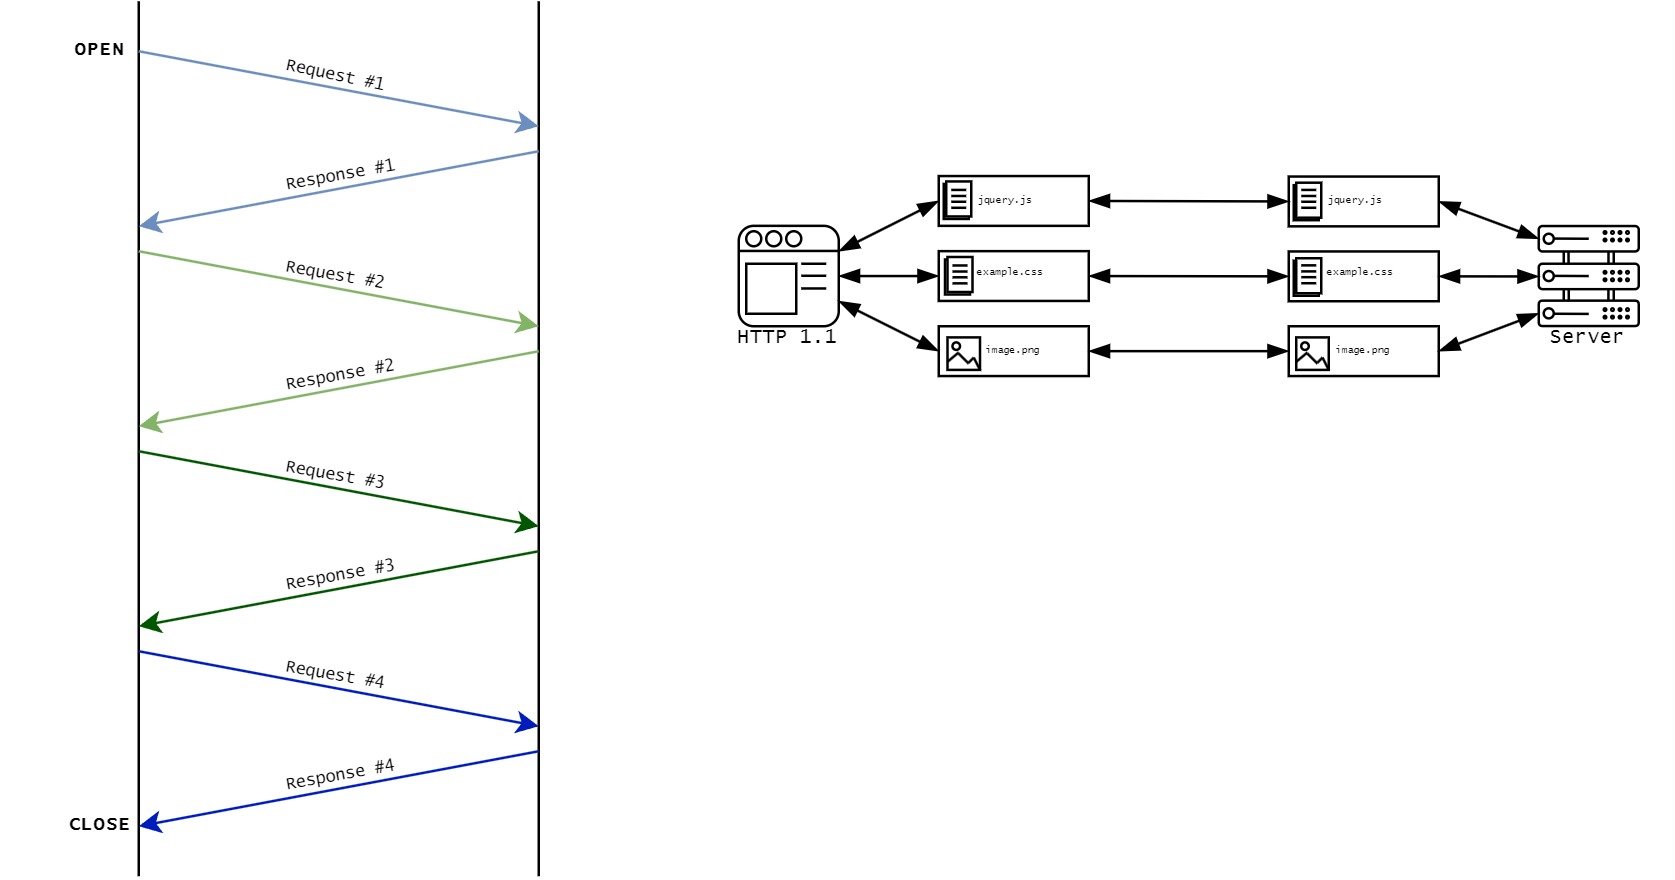 OPEN
Request #1
Response #1
Request #2
Response #2
Request #3
Response #3
Request #4
Response #4
CLOSE
jquery.js
jquery.js
example.css
example.css
HTTP 1.1
Server
image.png
image.png